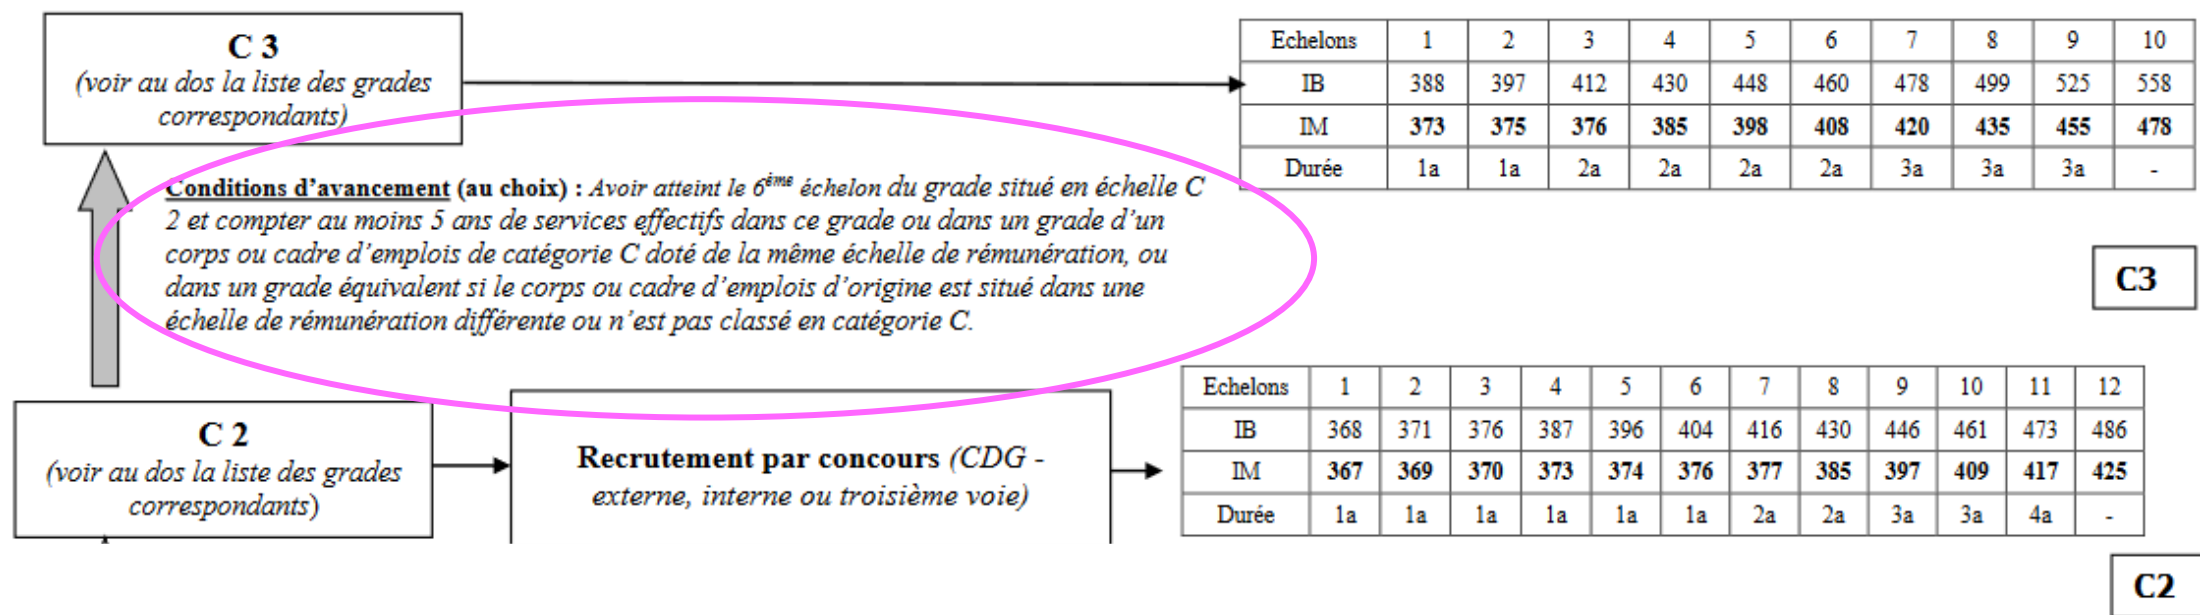 C 3
(voir au dos la liste des grades
correspondants)
Echelons 1 2 3 4 5 6 7 8 9 10
IB 388 397 412 430 448 460 478 499 525 558
IM 373 375 376 385 398 408 420 435 455 478
Durée 1a 1a 2a 2a 2a 2a 3a 3a 3a -
Conditions d’avancement (au choix) : Avoir atteint le 6ème échelon du grade situé en échelle C
2 et compter au moins 5 ans de services effectifs dans ce grade ou dans un grade d’un
corps ou cadre d’emplois de catégorie C doté de la même échelle de rémunération, ou
dans un grade équivalent si le corps ou cadre d’emplois d’origine est situé dans une
échelle de rémunération différente ou n’est pas classé en catégorie C.
C3
C 2
(voir au dos la liste des grades
correspondants)
Recrutement par concours (CDG -
externe, interne ou troisième voie)
Echelons 1 2 3 4 5 6 7 8 9 10 11 12
IB 368 371 376 387 396 404 416 430 446 461 473 486
IM 367 369 370 373 374 376 377 385 397 409 417 425
Durée 1a 1a 1a 1a 1a 1a 2a 2a 3a 3a 4a -
C2